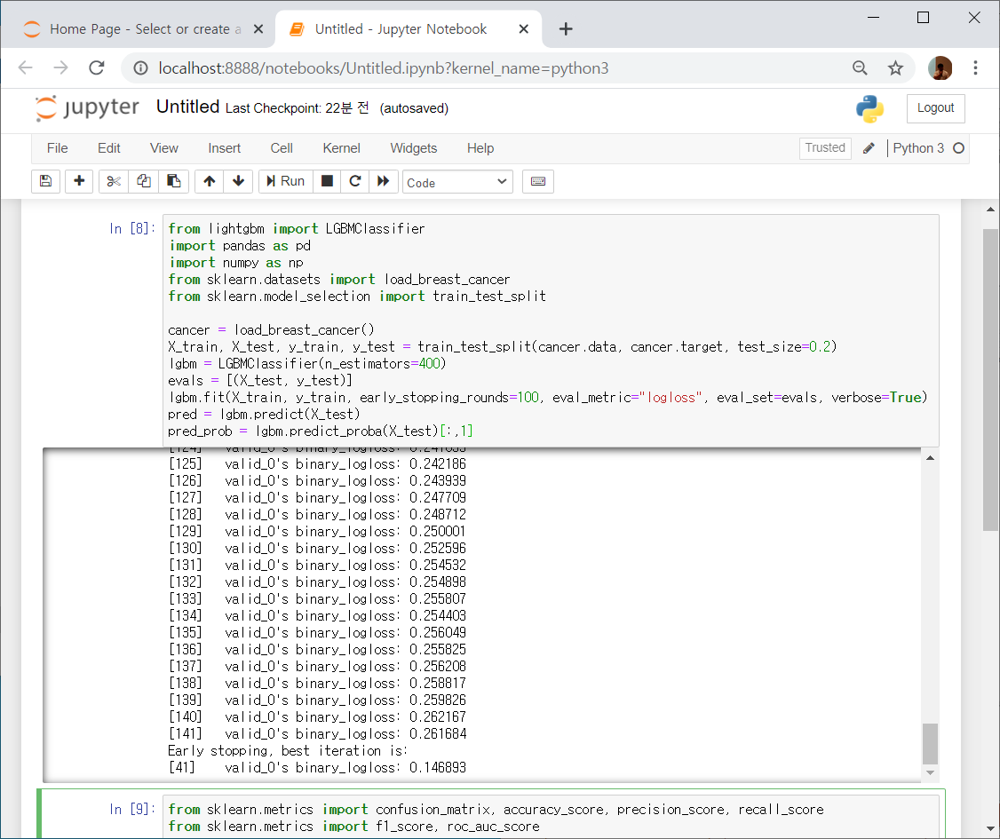 Home Page - Select or create a
Untitled - Jupyter Notebook
localhost:8888/notebooks/Untitled.ipynb?kernel_name=python3
jupyter Untitled Last Checkpoint: 22분 전 (autosaved)
Logout
File Edit View Insert Cell Kernel Widgets Help
Trusted
Python 3
Run
Code
In [8]:
from lightgbm import LGBMClassifier
import pandas as pd
import numpy as np
from sklearn.datasets import load_breast_cancer
from sklearn.model_selection import train_test_split
cancer = load_breast_cancer()
X_train, X_test, y_train, y_test = train_test_split(cancer.data, cancer.target, test_size=0.2)
lgbm = LGBMClassifier(n_estimators=400)
evals = [(X_test, y_test)]
lgbm.fit(X_train, y_train, early_stopping_rounds=100, eval_metric="logloss", eval_set=evals, verbose=True)
pred = lgbm.predict(X_test)
pred_prob = lgbm.predict_proba(X_test)[:,1]
[125] valid_0's binary_logloss: 0.242186
[126] valid_0's binary_logloss: 0.243939
[127] valid_0's binary_logloss: 0.247709
[128] valid_0's binary_logloss: 0.248712
[129] valid_0's binary_logloss: 0.250001
[130] valid_0's binary_logloss: 0.252596
[131] valid_0's binary_logloss: 0.254532
[132] valid_0's binary_logloss: 0.254898
[133] valid_0's binary_logloss: 0.255807
[134] valid_0's binary_logloss: 0.254403
[135] valid_0's binary_logloss: 0.256049
[136] valid_0's binary_logloss: 0.255825
[137] valid_0's binary_logloss: 0.256208
[138] valid_0's binary_logloss: 0.258817
[139] valid_0's binary_logloss: 0.259826
[140] valid_0's binary_logloss: 0.262167
[141] valid_0's binary_logloss: 0.261684
Early stopping, best iteration is:
[41] valid_0's binary_logloss: 0.146893
In [9]:
from sklearn.metrics import confusion_matrix, accuracy_score, precision_score, recall_score
from sklearn.metrics import f1_score, roc_auc_score